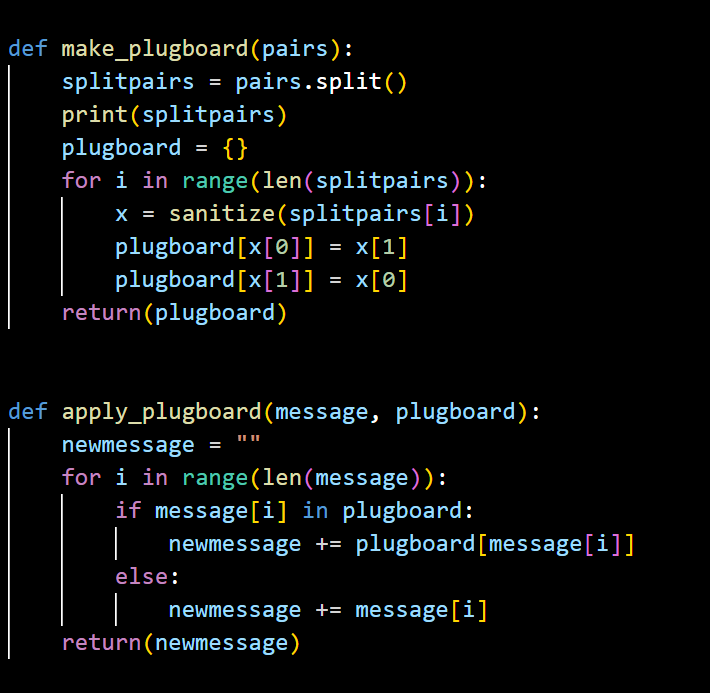 def make_plugboard(pairs):
    splitpairs = pairs.split()
    print(splitpairs)
    plugboard = {}
    for i in range(len(splitpairs)):
        x = sanitize(splitpairs[i])
        plugboard[x[0]] = x[1]
        plugboard[x[1]] = x[0]
    return(plugboard)
def apply_plugboard(message, plugboard):
    newmessage = ""
    for i in range(len(message)):
        if message[i] in plugboard:
            newmessage += plugboard[message[i]]
        else:
            newmessage += message[i]
    return(newmessage)